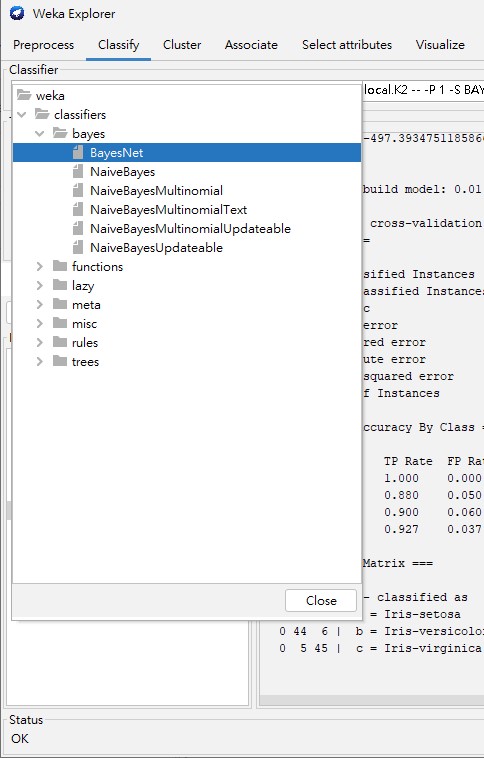 Weka Explorer
Preprocess Classify Cluster Associate Select attributes Visualize
Classifier
local.K2 -- -P 1 -S BAY
weka
classifiers
bayes
BayesNet
NaiveBayes
NaiveBayesMultinomial
NaiveBayesMultinomialText
NaiveBayesMultinomialUpdateable
NaiveBayesUpdateable
functions
lazy
meta
misc
rules
trees
Close
-497.393475118586
build model: 0.01
cross-validation
=
sified Instances
assified Instances
c
error
red error
ute error
squared error
f Instances
ccuracy By Class =
TP Rate FP Ra
1.000 0.000
0.880 0.050
0.900 0.060
0.927 0.037
Matrix ===
- classified as
= Iris-setosa
0 44 6 | b = Iris-versicolo
0 5 45 | c = Iris-virginica
Status
OK